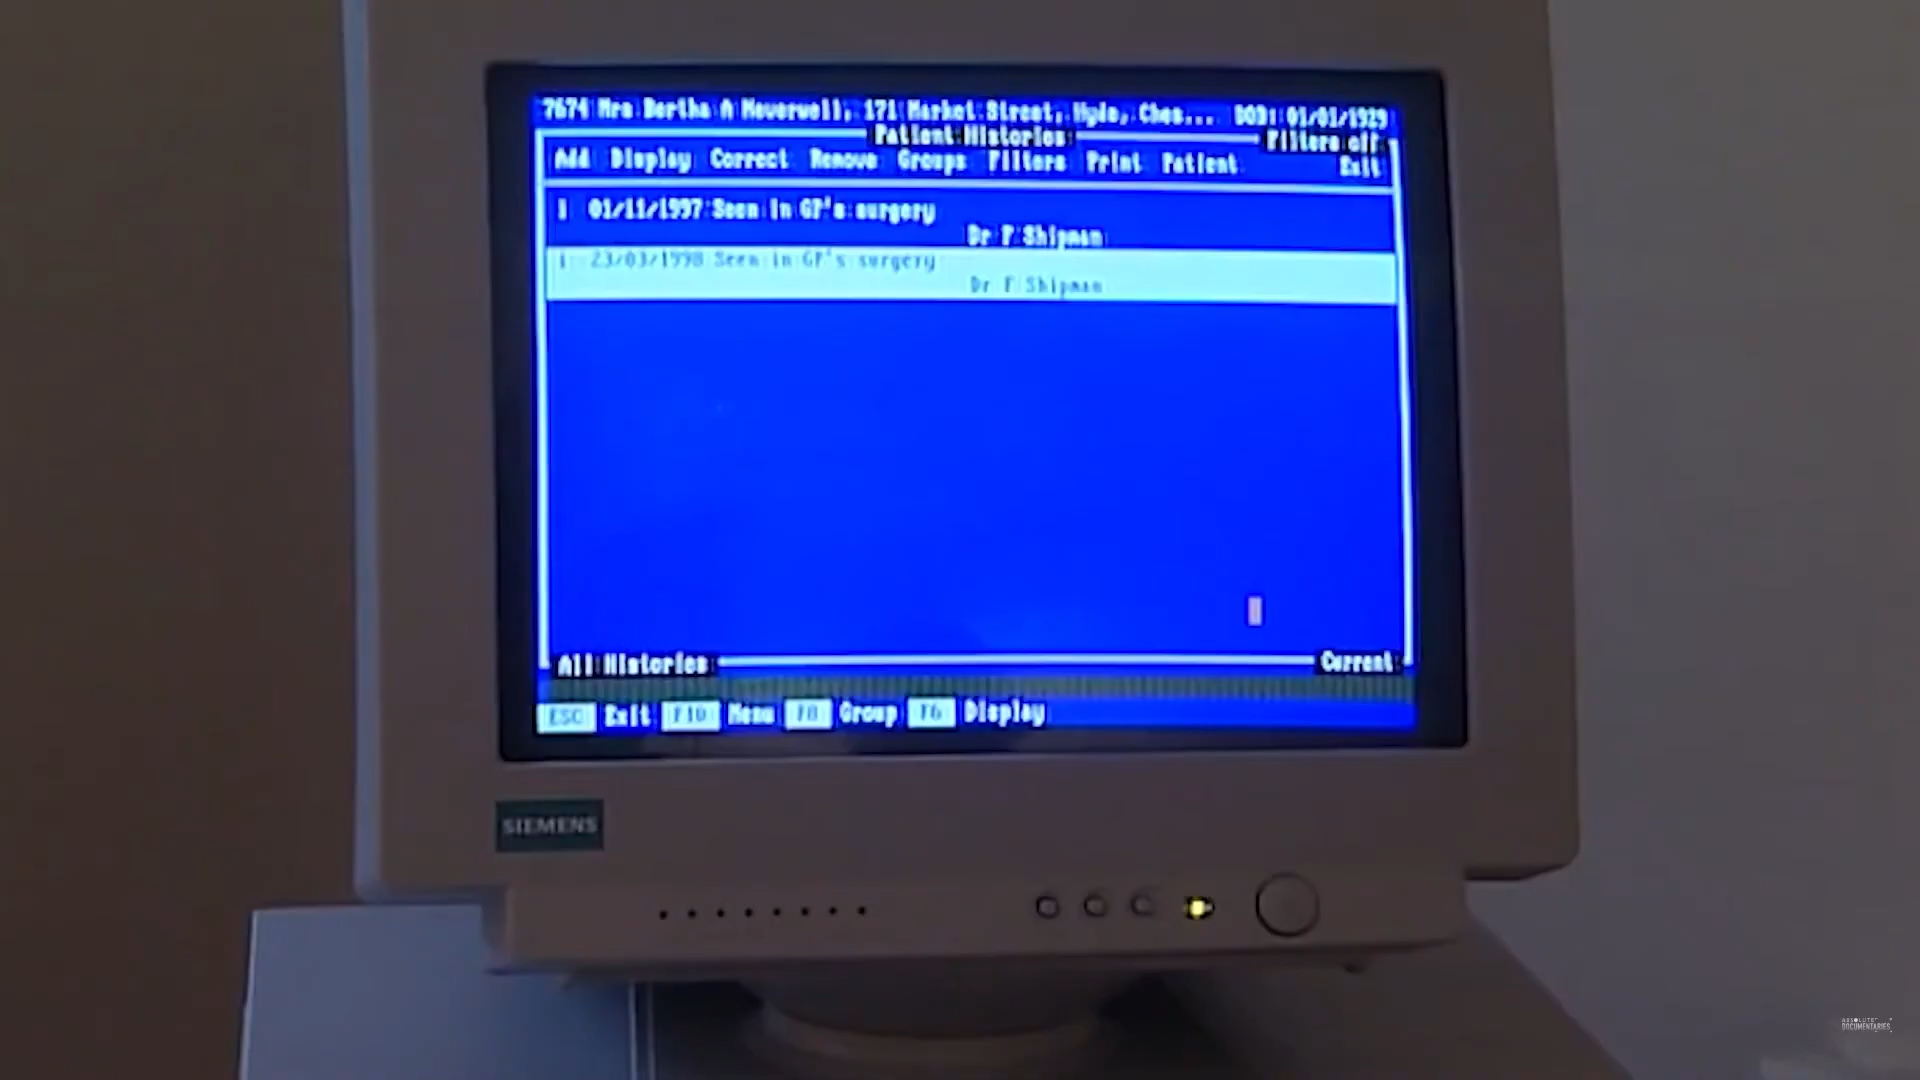 7674 Mrs Bertha A Moverwell, 171 Market Street, Hyde, Ches... DOB: 01/01/1929
Patient Histories Filters off
Add Display Correct Remove Groups Filters Print Patient Exit
01/11/1997 Seen in GP's surgery
Dr F Shipman
23/03/1998 Seen in GP's surgery
Dr F Shipman
All Histories Current
ESC Exit F10 Menu F8 Group F6 Display
SIEMENS
ABSOLUTE
DOCUMENTARIES